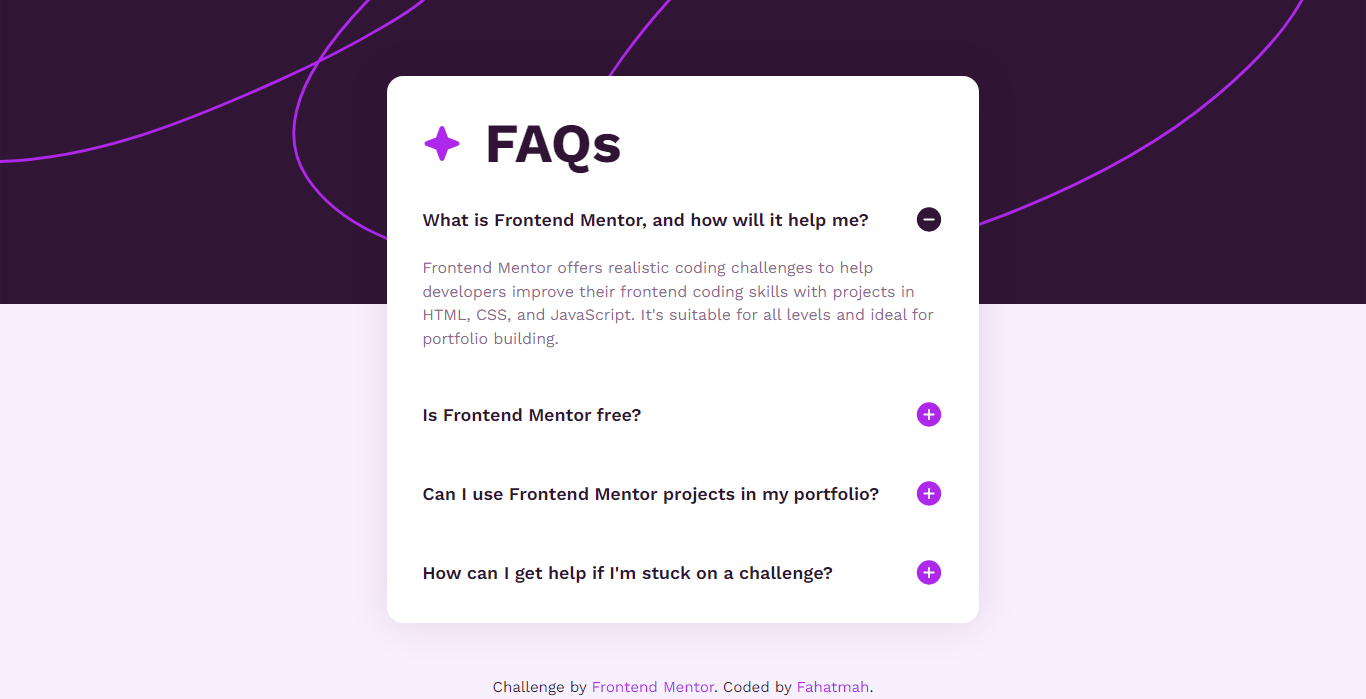 FAQs
What is Frontend Mentor, and how will it help me?
Frontend Mentor offers realistic coding challenges to help
developers improve their frontend coding skills with projects in
HTML, CSS, and JavaScript. It's suitable for all levels and ideal for
portfolio building.
Is Frontend Mentor free?
Can I use Frontend Mentor projects in my portfolio?
How can I get help if I'm stuck on a challenge?
Challenge by Frontend Mentor. Coded by Fahatmah.